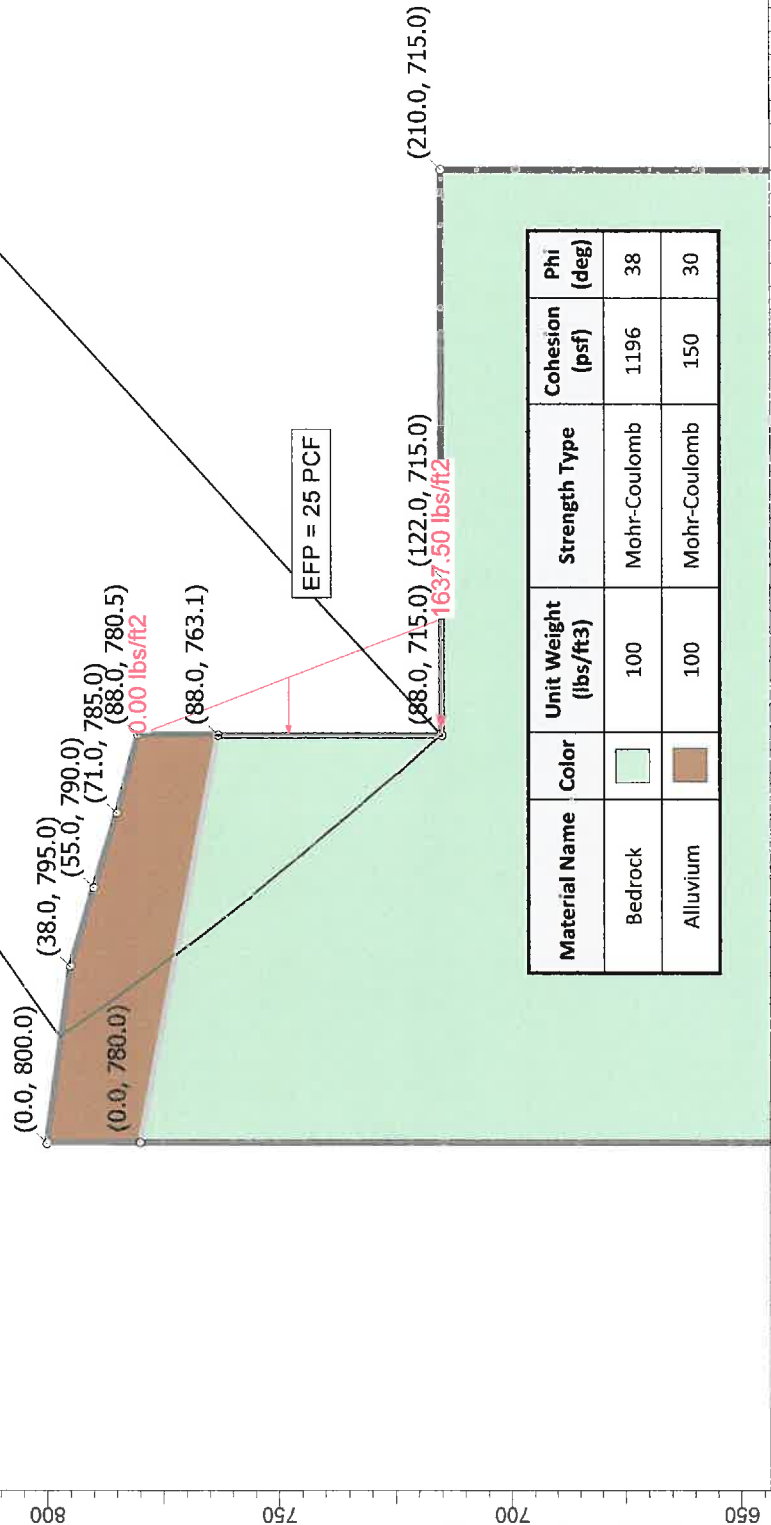 (0.0, 800.0)
(38.0, 795.0)
(55.0, 790.0)
(71.0, 785.0)
(88.0, 780.5)
0.00 lbs/ft2
(88.0, 763.1)
(0.0, 780.0)
EFP = 25 PCF
(88.0, 715.0) (122.0, 715.0)
1637.50 lbs/ft2
(210.0, 715.0)
Material Name Color Unit Weight (lbs/ft3) Strength Type Cohesion (psf) Phi (deg)
Bedrock 100 Mohr-Coulomb 1196 38
Alluvium 100 Mohr-Coulomb 150 30
800
750
700
650